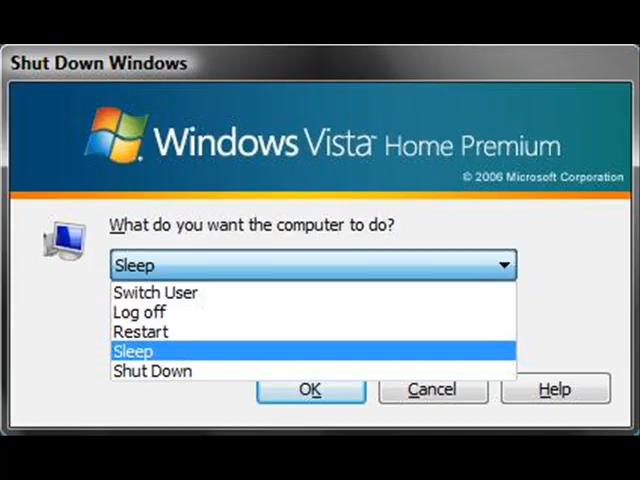 Shut Down Windows
Windows Vista™ Home Premium
© 2006 Microsoft Corporation
What do you want the computer to do?
Sleep
Switch User
Log off
Restart
Sleep
Shut Down
OK Cancel Help